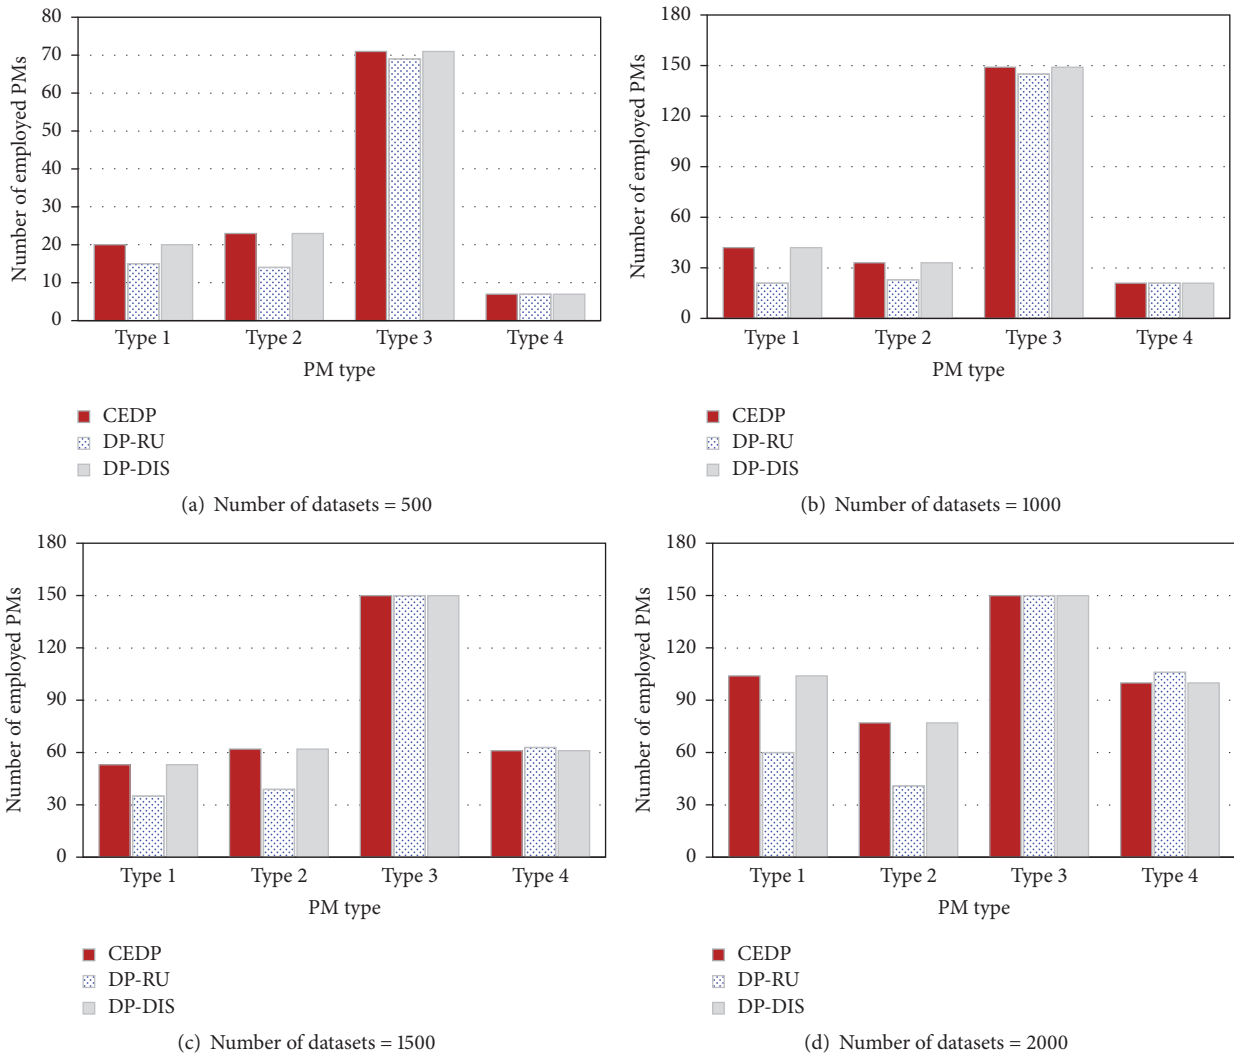 Number of employed PMs
80
70
60
50
40
30
20
10
0
Type 1 Type 2 Type 3 Type 4
PM type
CEDP
DP-RU
DP-DIS
(a) Number of datasets = 500
Number of employed PMs
180
150
120
90
60
30
0
Type 1 Type 2 Type 3 Type 4
PM type
CEDP
DP-RU
DP-DIS
(b) Number of datasets = 1000
Number of employed PMs
180
150
120
90
60
30
0
Type 1 Type 2 Type 3 Type 4
PM type
CEDP
DP-RU
DP-DIS
(c) Number of datasets = 1500
Number of employed PMs
180
150
120
90
60
30
0
Type 1 Type 2 Type 3 Type 4
PM type
CEDP
DP-RU
DP-DIS
(d) Number of datasets = 2000